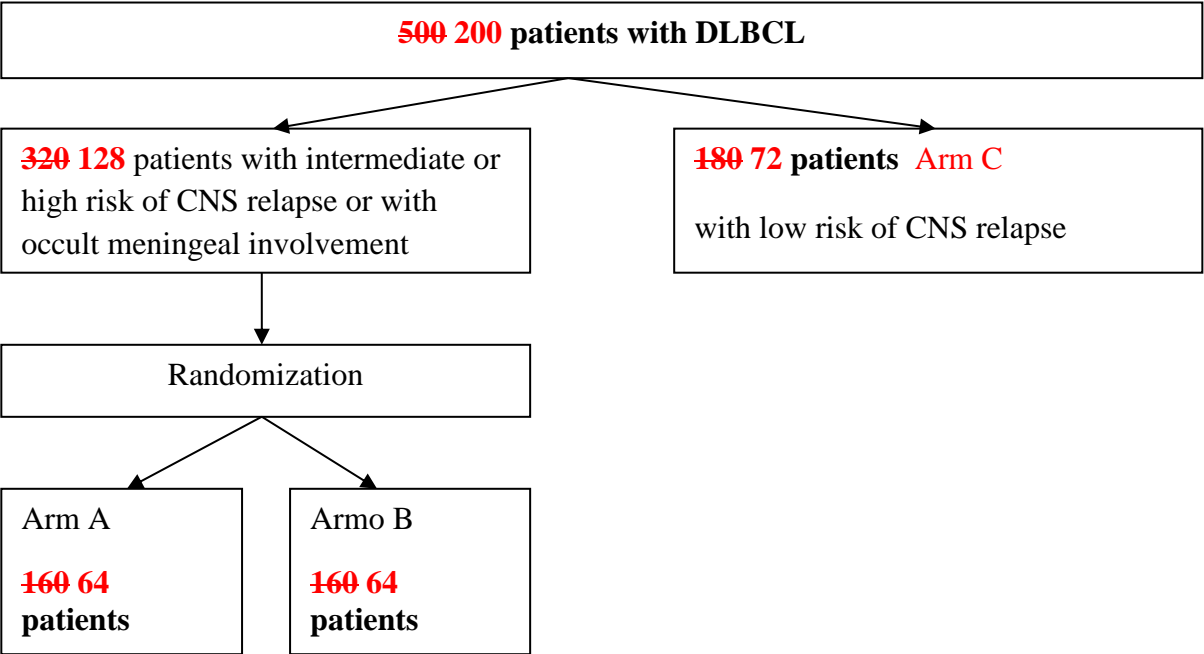 500 200 patients with DLBCL
320 128 patients with intermediate or
high risk of CNS relapse or with
occult meningeal involvement
180 72 patients Arm C
with low risk of CNS relapse
Randomization
Arm A
160 64
patients
Armo B
160 64
patients